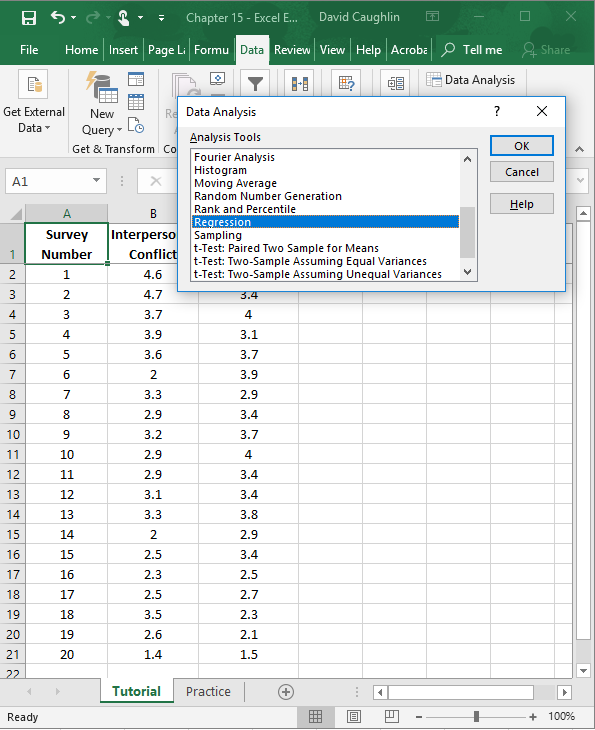 Chapter 15 - Excel E... David Caughlin
File Home Insert Page L Formu Data Review View Help Acroba Tell me Share
Get External Data
New Query
Get & Transform
Data Analysis
A1
Data Analysis ?
Analysis Tools
Fourier Analysis
Histogram
Moving Average
Random Number Generation
Rank and Percentile
Regression
Sampling
t-Test: Paired Two Sample for Means
t-Test: Two-Sample Assuming Equal Variances
t-Test: Two-Sample Assuming Unequal Variances
OK
Cancel
Help
A B
1 Survey Number Interperso Conflict
2 1 4.6
3 2 4.7 3.4
4 3 3.7 4
5 4 3.9 3.1
6 5 3.6 3.7
7 6 2 3.9
8 7 3.3 2.9
9 8 2.9 3.4
10 9 3.2 3.7
11 10 2.9 4
12 11 2.9 3.4
13 12 3.1 3.4
14 13 3.3 3.8
15 14 2 2.9
16 15 2.5 3.4
17 16 2.3 2.5
18 17 2.5 2.7
19 18 3.5 2.3
20 19 2.6 2.1
21 20 1.4 1.5
22
Tutorial Practice
Ready 100%